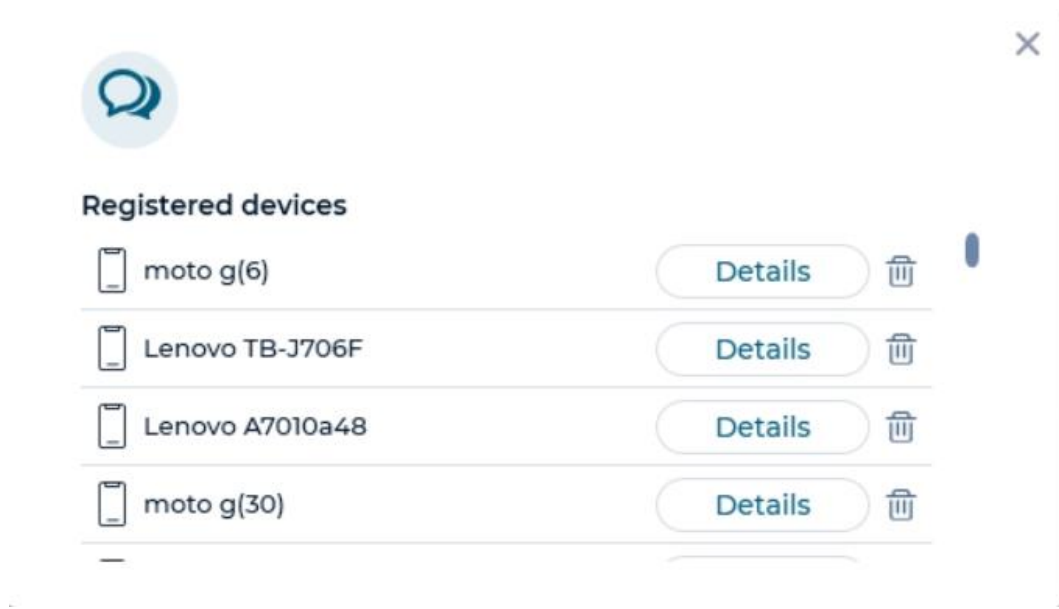 Registered devices
moto g(6) Details
Lenovo TB-J706F Details
Lenovo A7010a48 Details
moto g(30) Details